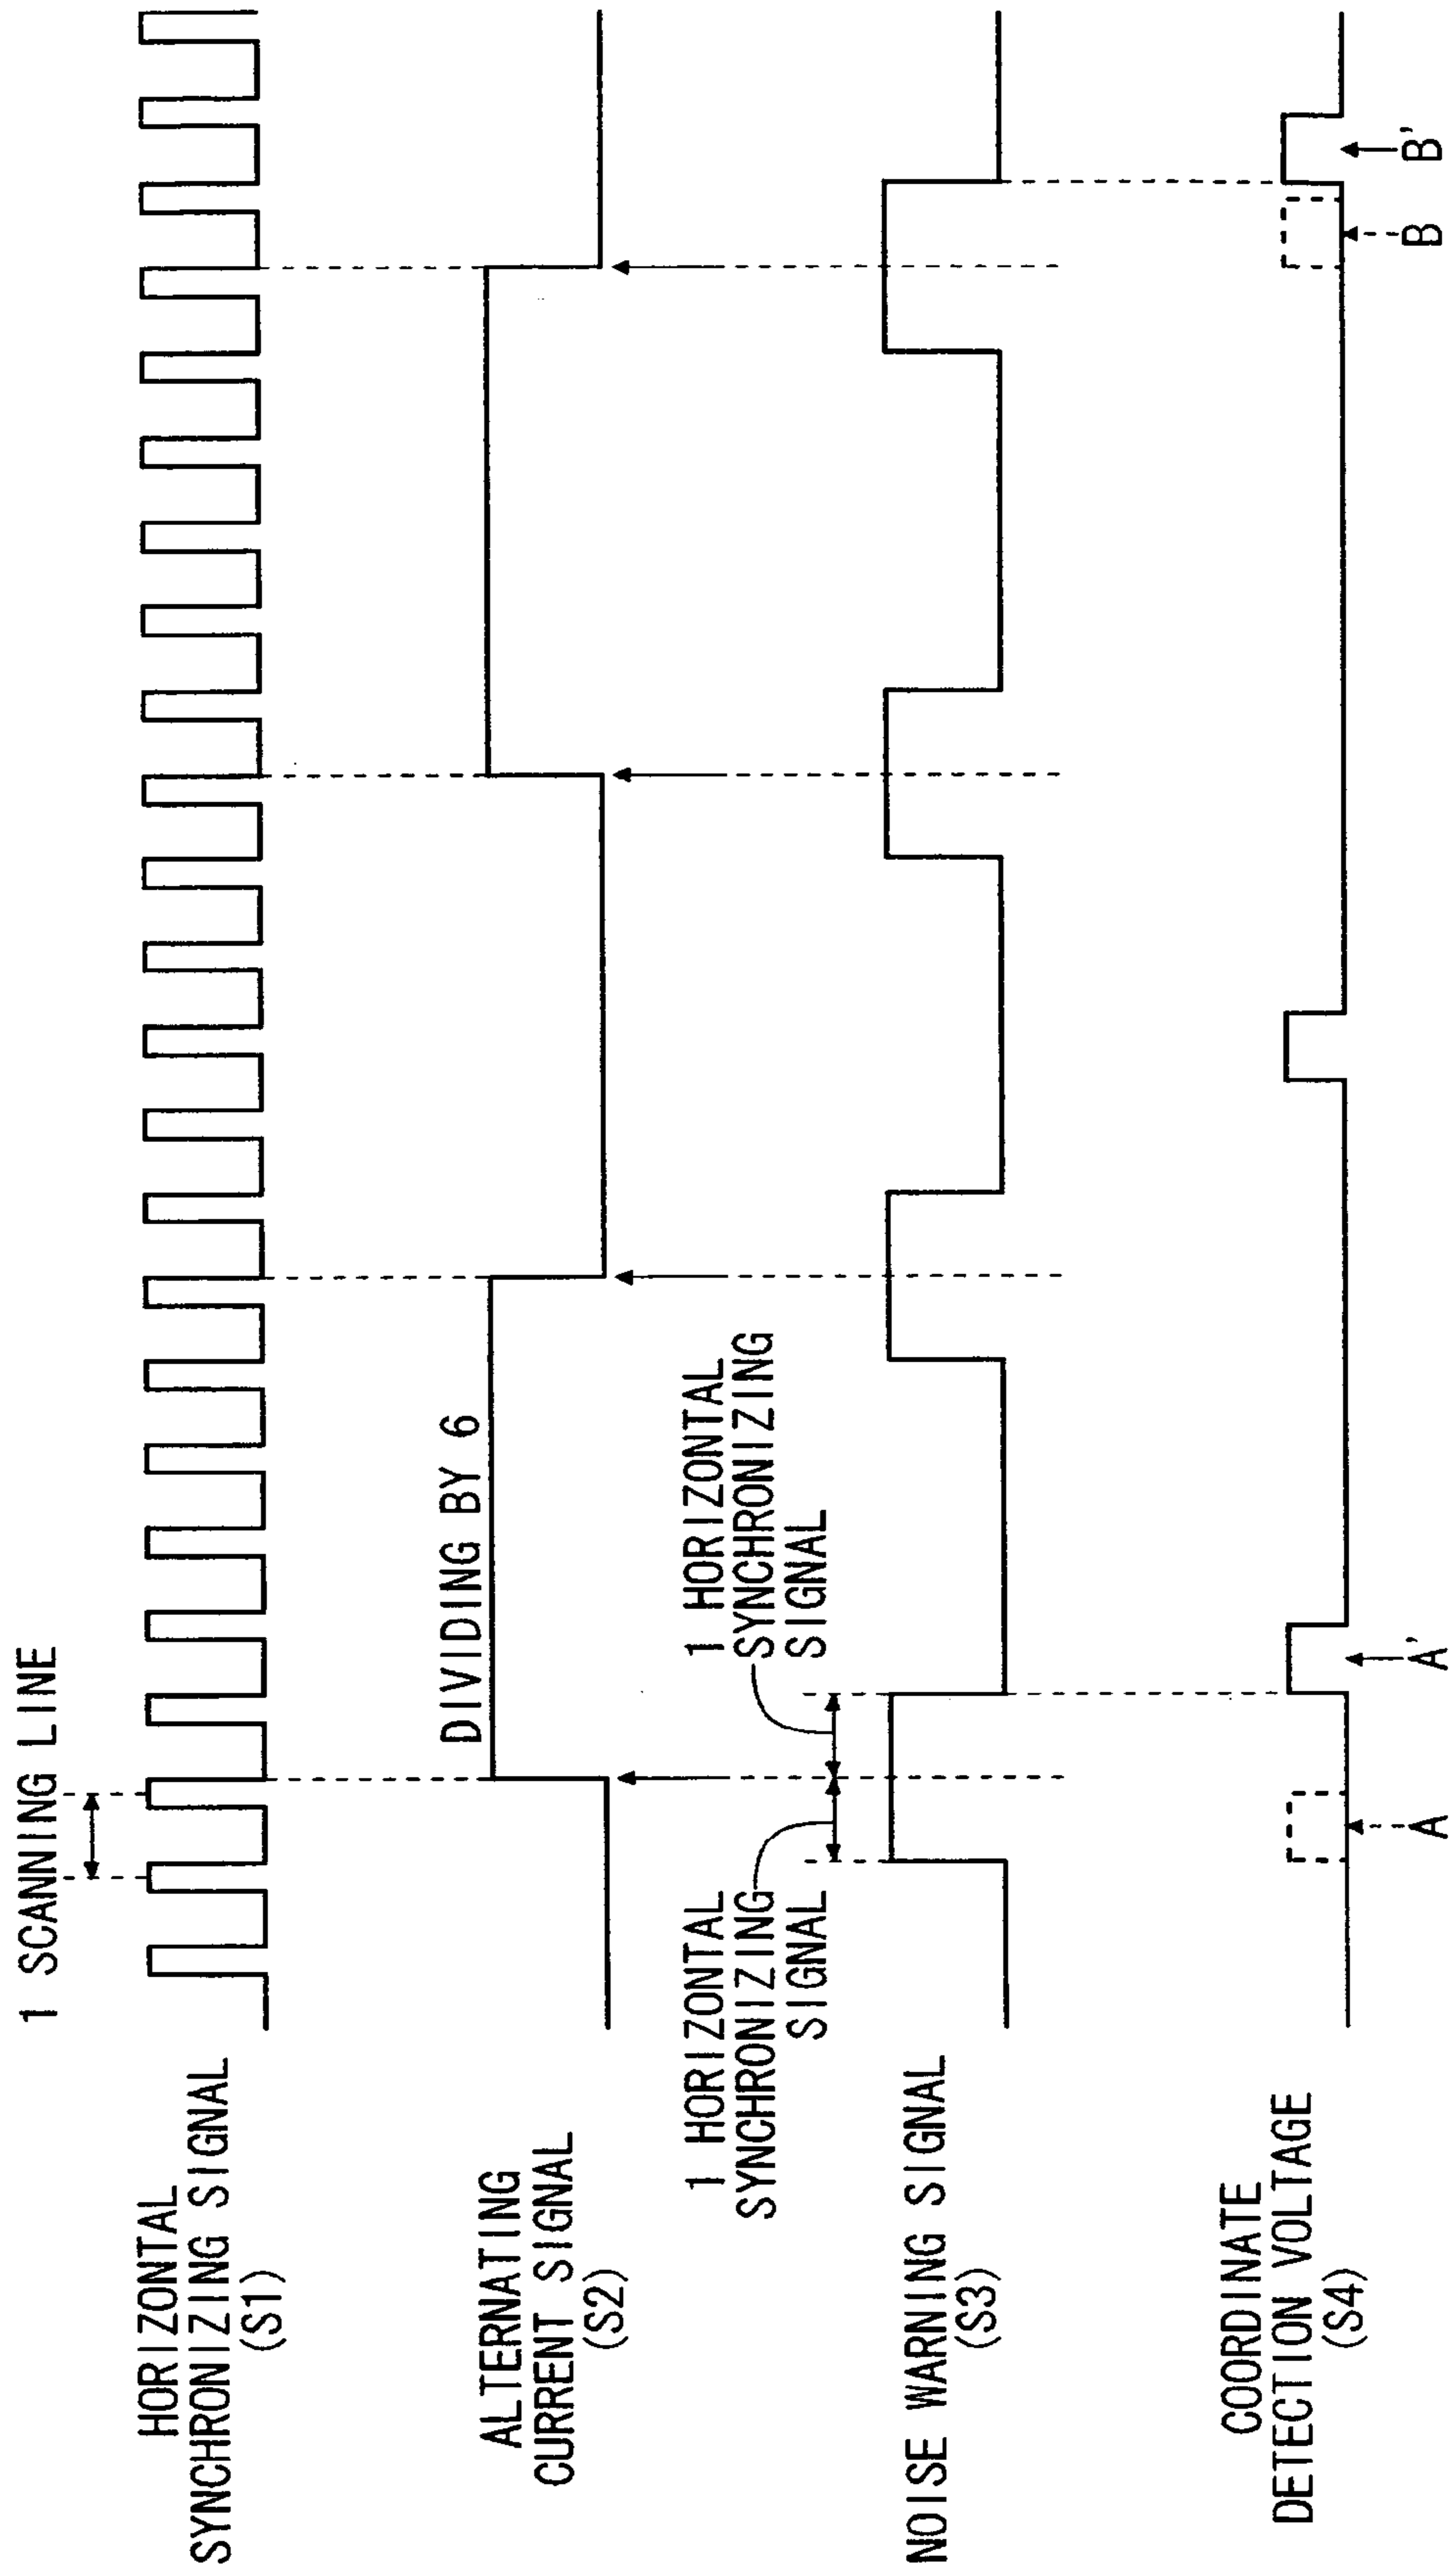 1 SCANNING LINE
HORIZONTAL
SYNCHRONIZING SIGNAL
(S1)
ALTERNATING
CURRENT SIGNAL
(S2)
DIVIDING BY 6
1 HORIZONTAL
SYNCHRONIZING
SIGNAL
1 HORIZONTAL
SYNCHRONIZING
SIGNAL
NOISE WARNING SIGNAL
(S3)
COORDINATE
DETECTION VOLTAGE
(S4)
A
A'
B
B'